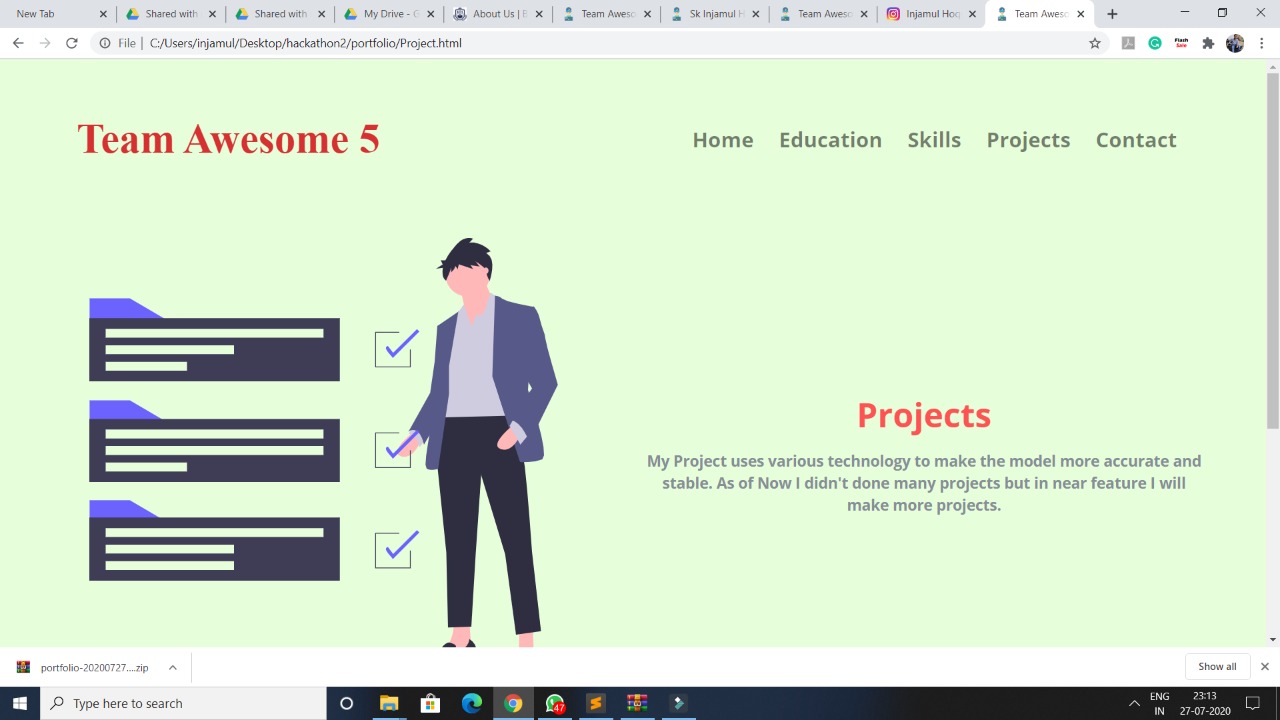 New Tab
Shared with
Shared with
My Drive - G
About Us | B
Team Aweso
Sk Injamul H
Team Aweso
Injamul Hoq
Team Aweso
File | C:/Users/injamul/Desktop/hackathon2/portfolio/Project.html
Flash
Sale
Team Awesome 5
Home Education Skills Projects Contact
Projects
My Project uses various technology to make the model more accurate and
stable. As of Now I didn't done many projects but in near feature I will
make more projects.
portfolio-20200727....zip
Show all
Type here to search
47
ENG
IN
23:13
27-07-2020